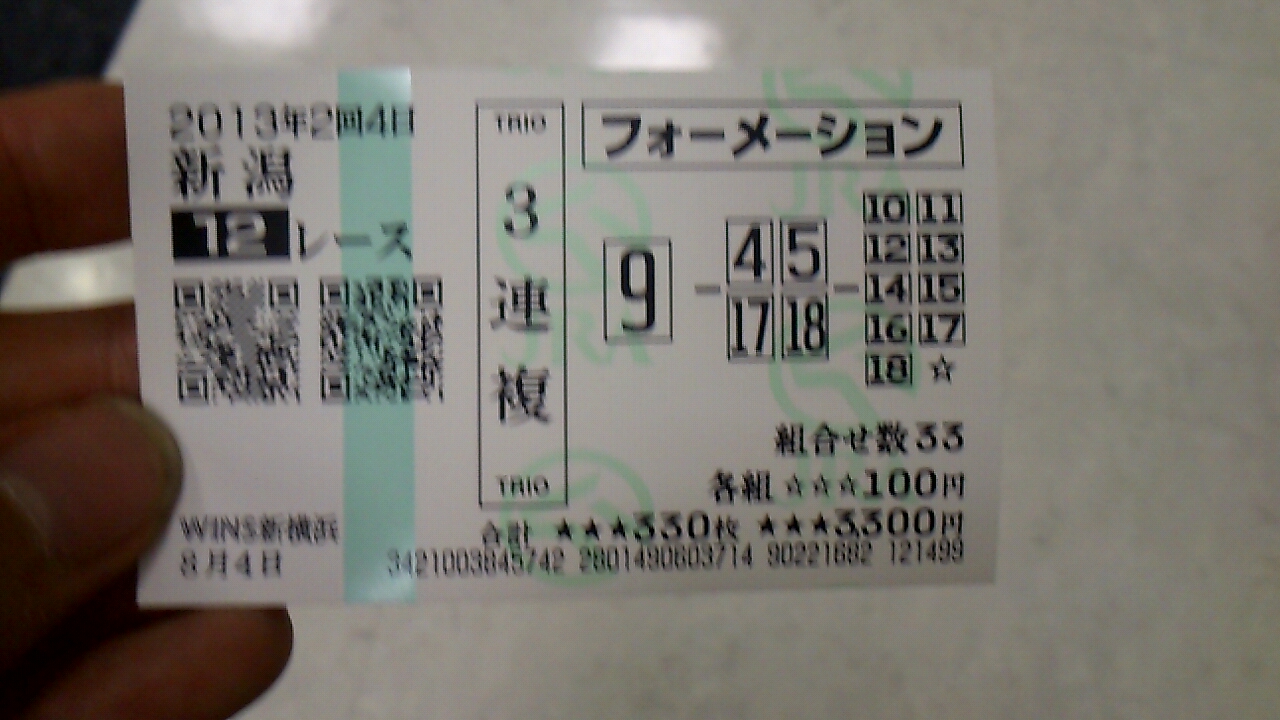 2013年2回4日
新潟
12レース
WINS新横浜
8月4日
TRIO
3連複
TRIO
フォーメーション
9 - 4 5 17 18 - 10 11 12 13 14 15 16 17 18 ☆
組合せ数33
各組 ☆☆☆100円
合計 ★★★330枚 ★★★3,300円
3421003845742 2801490603714 90221682 121499
JRA